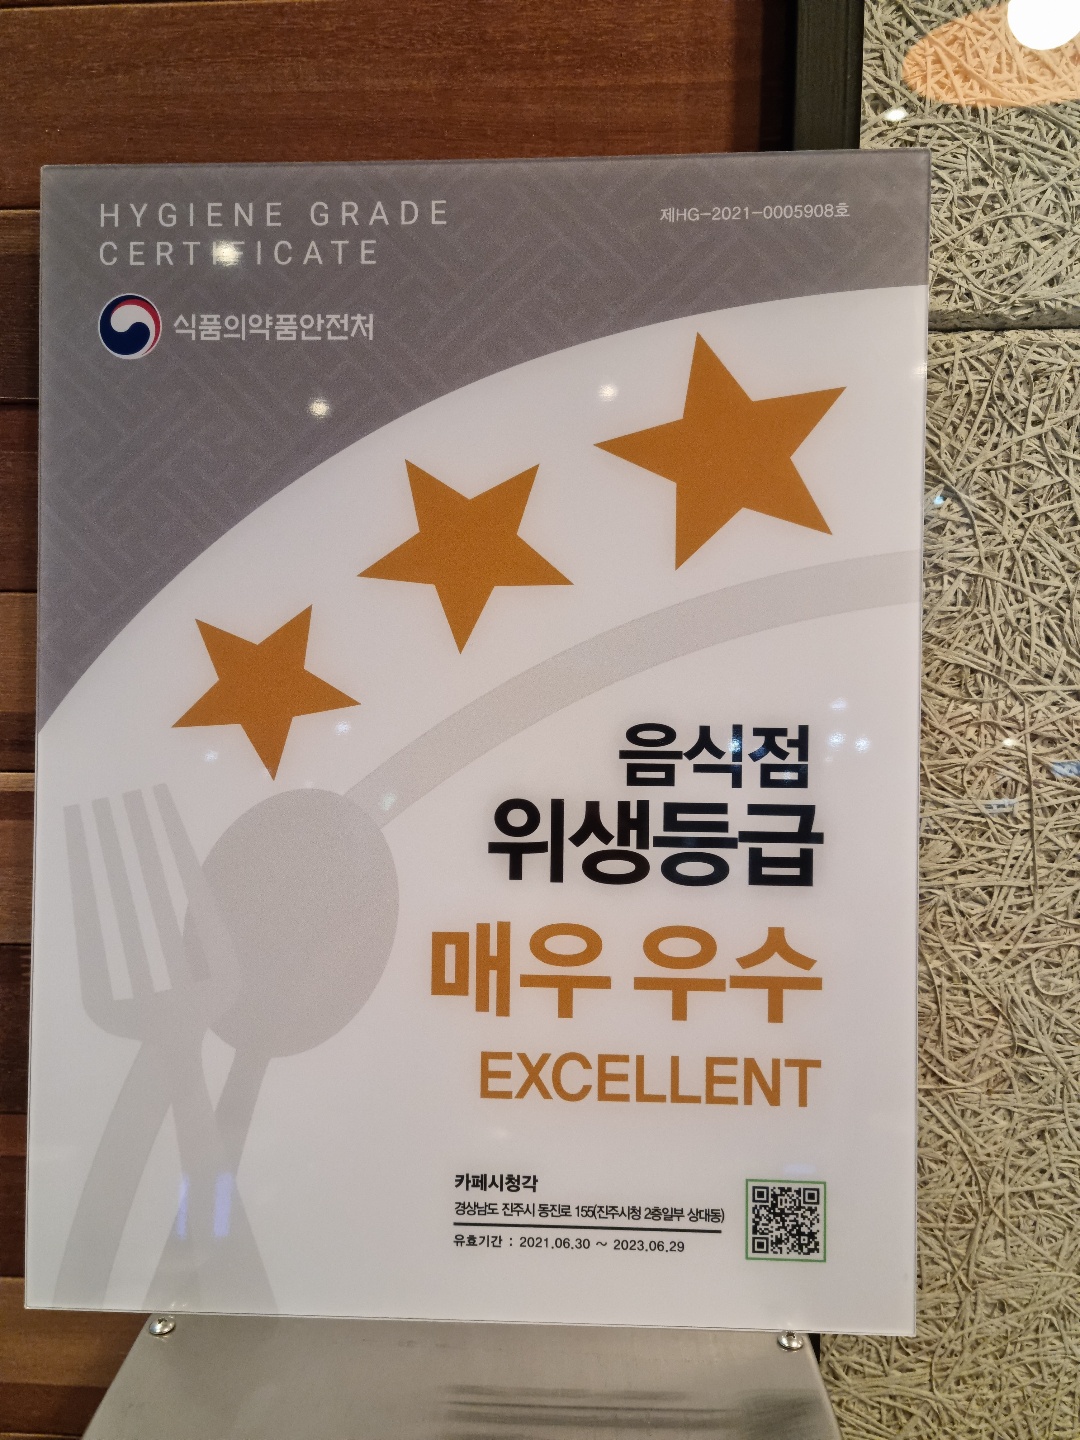 HYGIENE GRADE
CERTIFICATE
제HG-2021-0005908호
식품의약품안전처
음식점
위생등급
매우 우수
EXCELLENT
카페시청각
경상남도 진주시 동진로 155(진주시청 2층일부 상대동)
유효기간 : 2021.06.30 ~ 2023.06.29